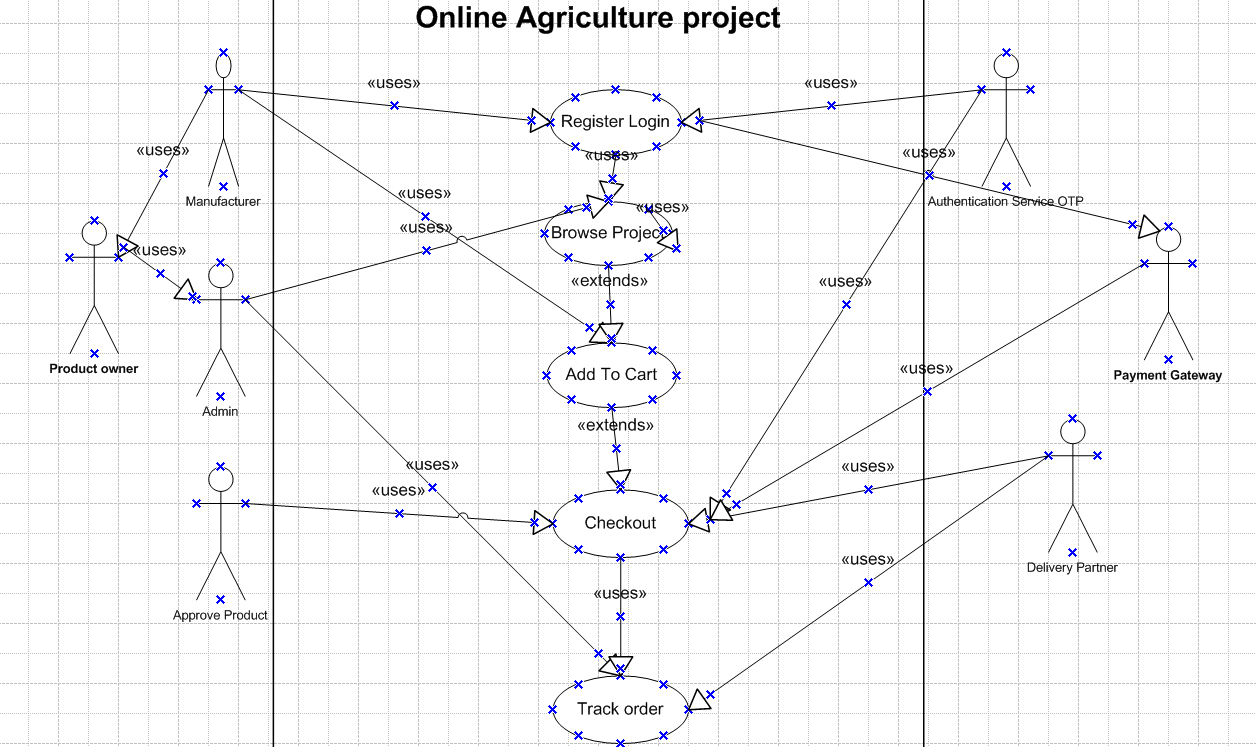 Online Agriculture project
«uses»
«uses»
Register Login
«uses»
«uses»
«uses»
Manufacturer
«uses»
Authentication Service OTP
«uses»
«uses»
Browse Project
«uses»
«extends»
«uses»
Product owner
Add To Cart
«uses»
Payment Gateway
Admin
«extends»
«uses»
«uses»
«uses»
Checkout
«uses»
Delivery Partner
«uses»
Approve Product
Track order